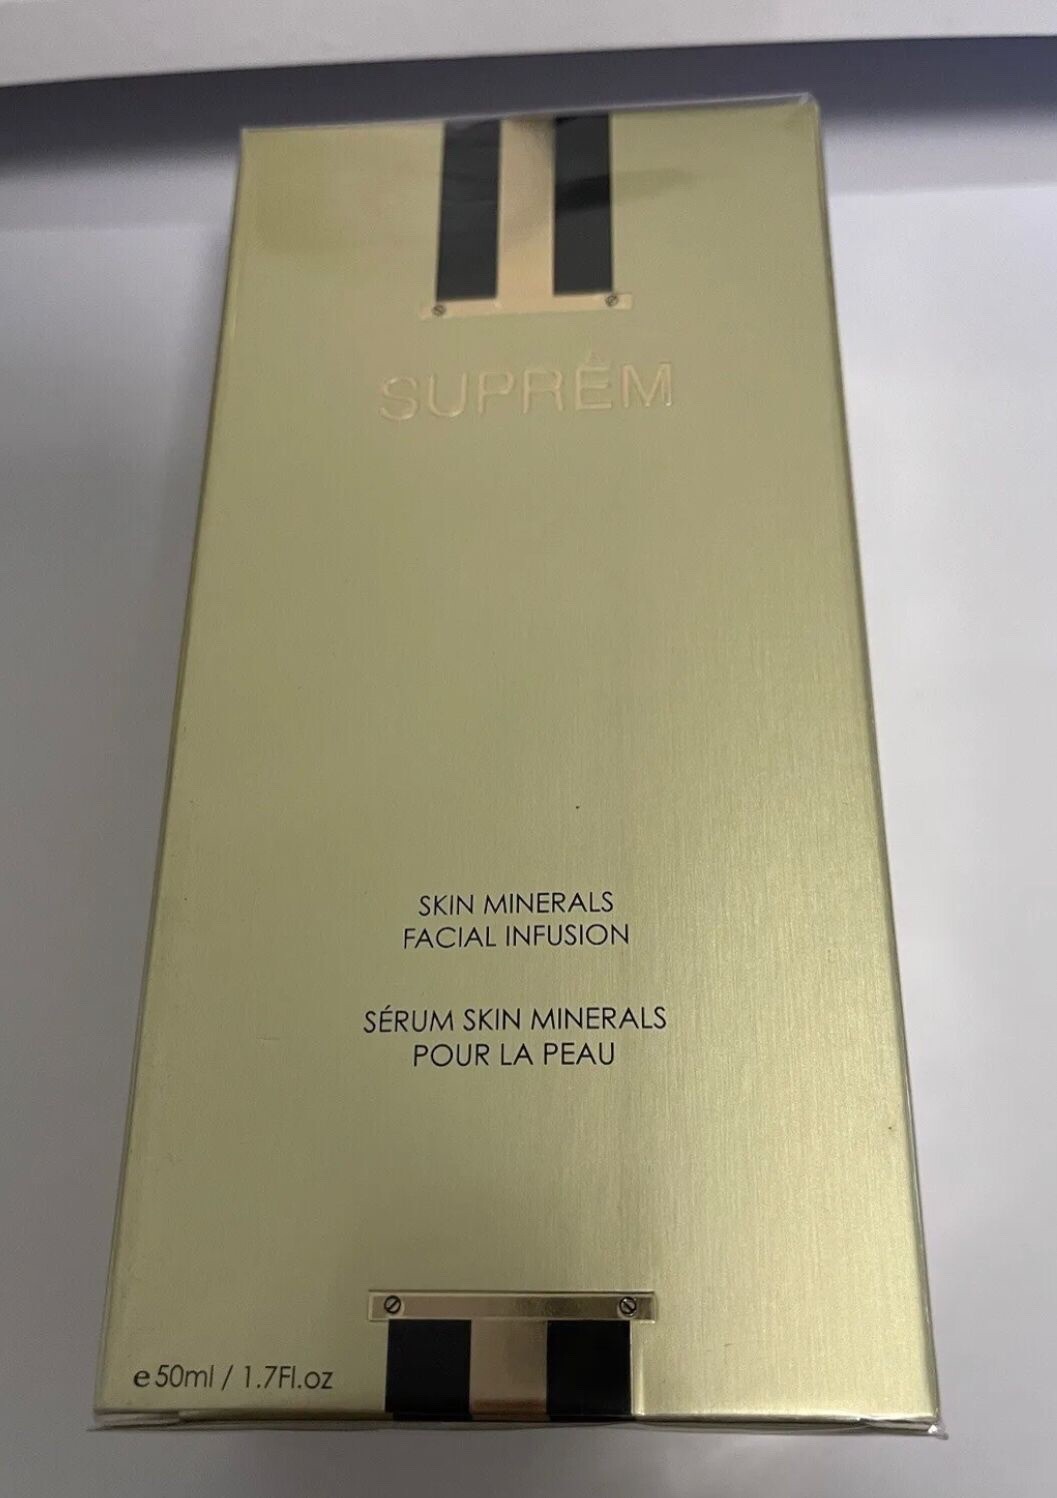 SUPRÊM
SKIN MINERALS
FACIAL INFUSION
SÉRUM SKIN MINERALS
POUR LA PEAU
e 50ml / 1.7Fl.oz